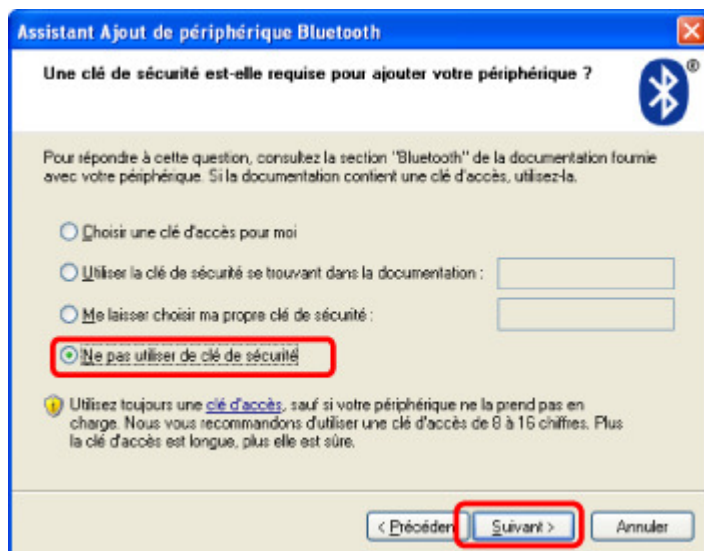 Assistant Ajout de périphérique Bluetooth
Une clé de sécurité est-elle requise pour ajouter votre périphérique ?
®
Pour répondre à cette question, consultez la section "Bluetooth" de la documentation fournie
avec votre périphérique. Si la documentation contient une clé d'accès, utilisez-la.
Choisir une clé d'accès pour moi
Utiliser la clé de sécurité se trouvant dans la documentation :
Me laisser choisir ma propre clé de sécurité :
Ne pas utiliser de clé de sécurité
Utilisez toujours une clé d'accès, sauf si votre périphérique ne la prend pas en
charge. Nous vous recommandons d'utiliser une clé d'accès de 8 à 16 chiffres. Plus
la clé d'accès est longue, plus elle est sûre.
< Précéden Suivant > Annuler